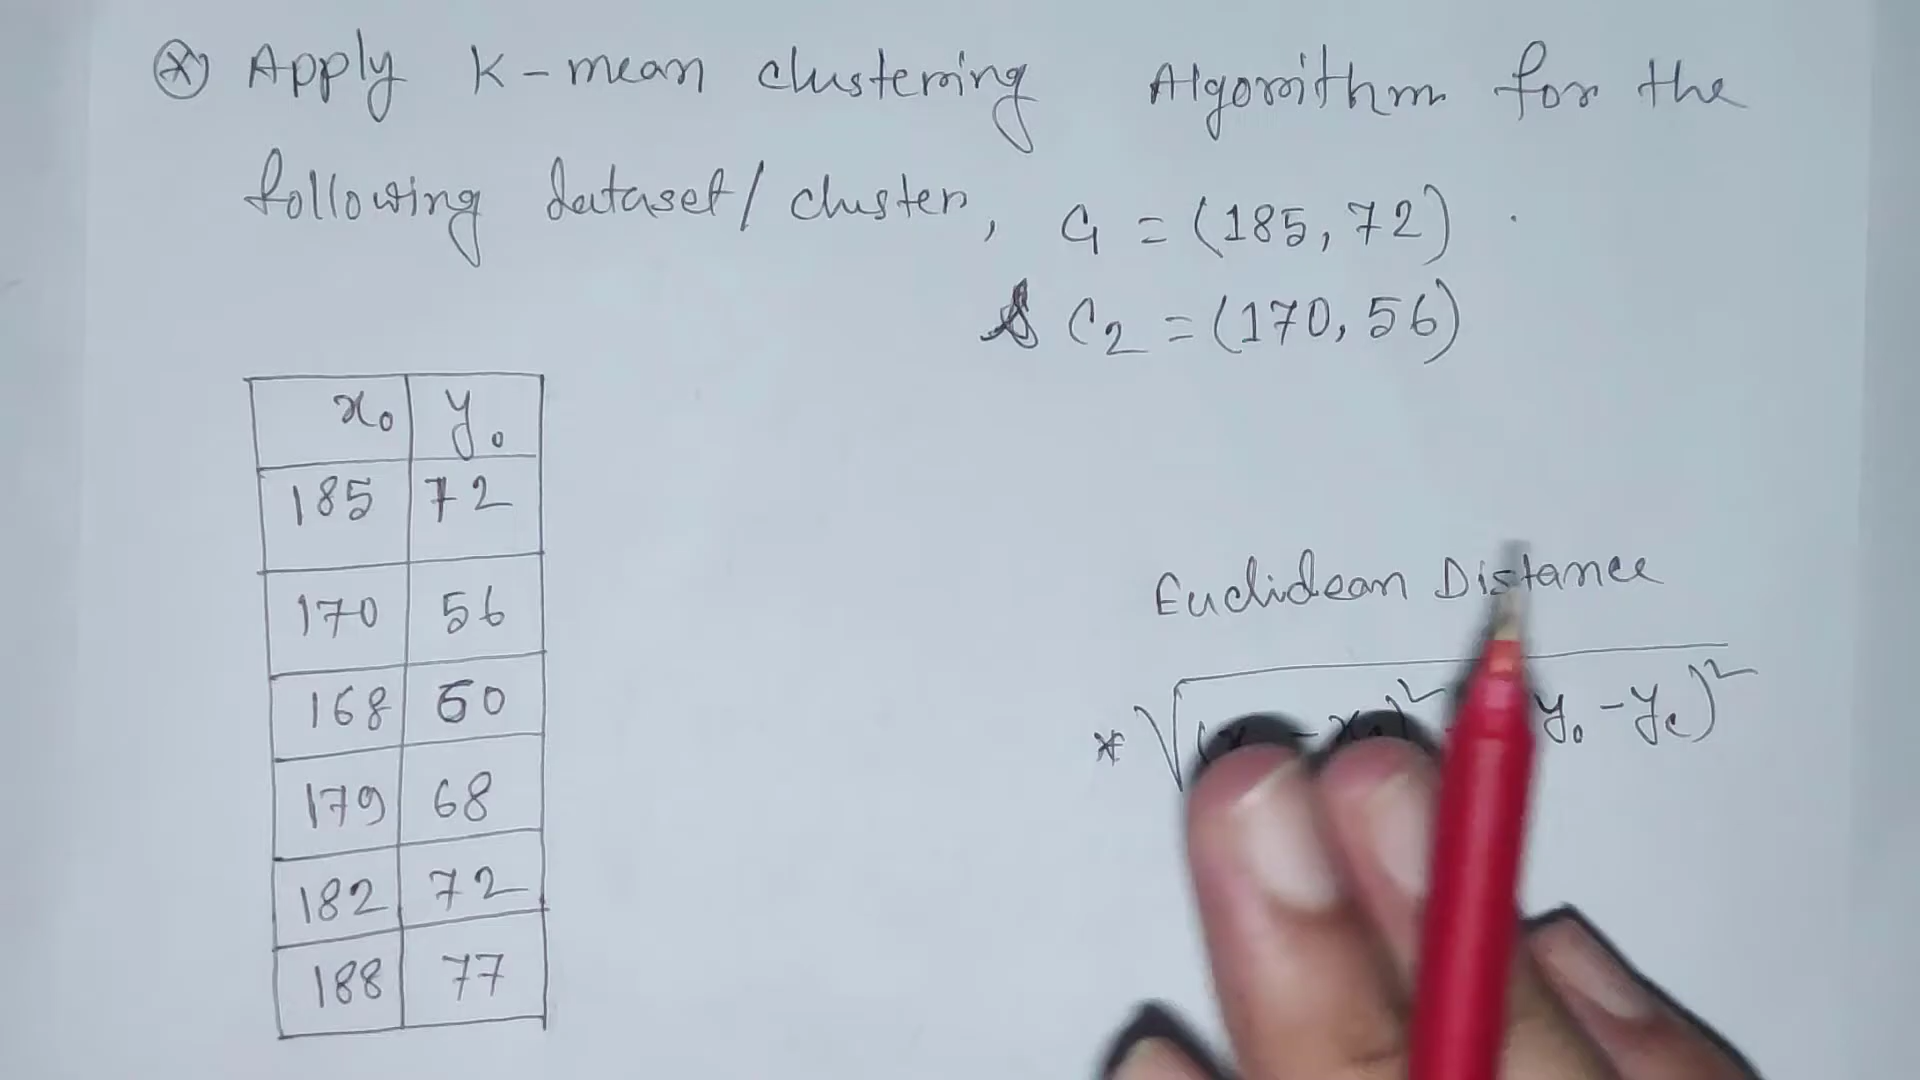 Ⓧ Apply K-mean clustering Algorithm for the
following dataset/cluster, C1 = (185, 72)
& C2 = (170, 56)
x0 y0
185 72
170 56
168 60
179 68
182 72
188 77
Euclidean Distance
* √ y0 - yc)²